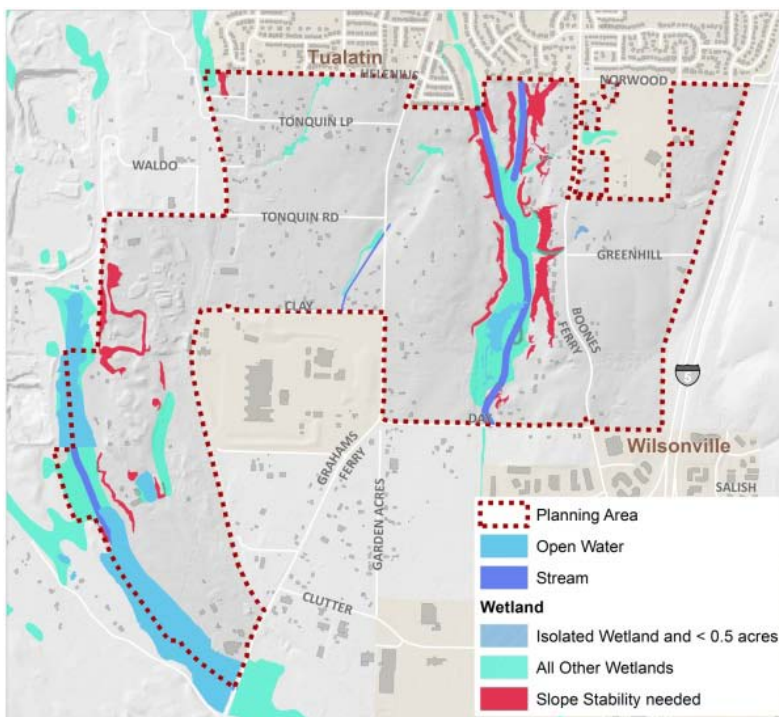 Tualatin
HELENIUS
NORWOOD
TONQUIN LP
WALDO
TONQUIN RD
GREENHILL
CLAY
BOONES
FERRY
5
DAY
Wilsonville
GRAHAMS
FERRY
SALISH
GARDEN ACRES
CLUTTER
Planning Area
Open Water
Stream
Wetland
Isolated Wetland and < 0.5 acres
All Other Wetlands
Slope Stability needed